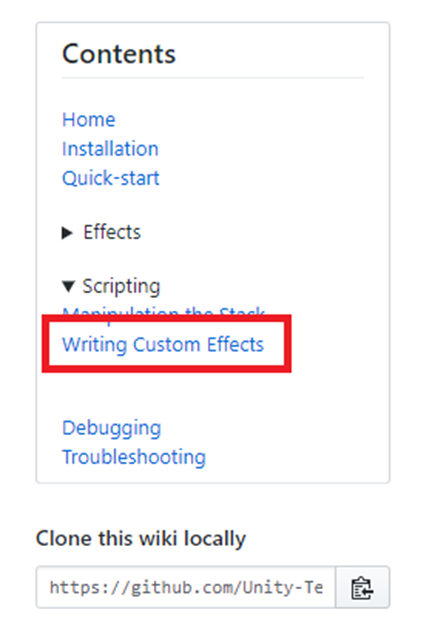 Contents
Home
Installation
Quick-start
Effects
Scripting
Manipulation the Stack
Writing Custom Effects
Debugging
Troubleshooting
Clone this wiki locally
https://github.com/Unity-Te